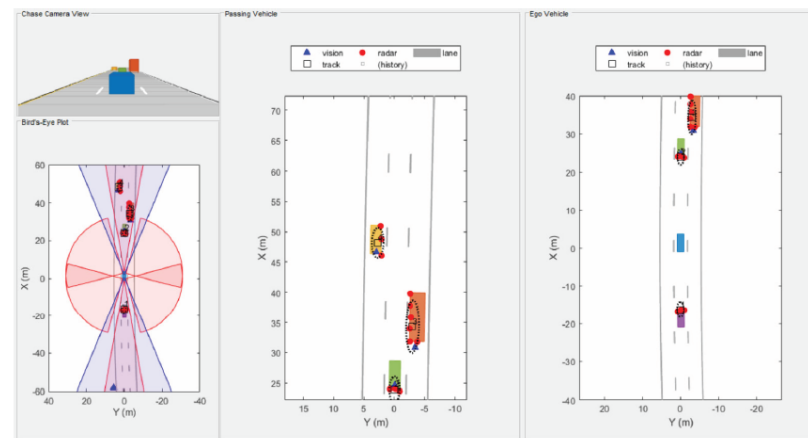 Chase Camera View
Bird's-Eye Plot
60
40
20
0
-20
-40
-60
X (m)
40 20 0 -20 -40
Y (m)
Passing Vehicle
vision radar lane
track (history)
70
65
60
55
50
45
40
35
30
25
X (m)
10 5 0 -5 -10
Y (m)
Ego Vehicle
vision radar lane
track (history)
40
30
20
10
0
-10
-20
-30
-40
X (m)
20 10 0 -10 -20
Y (m)